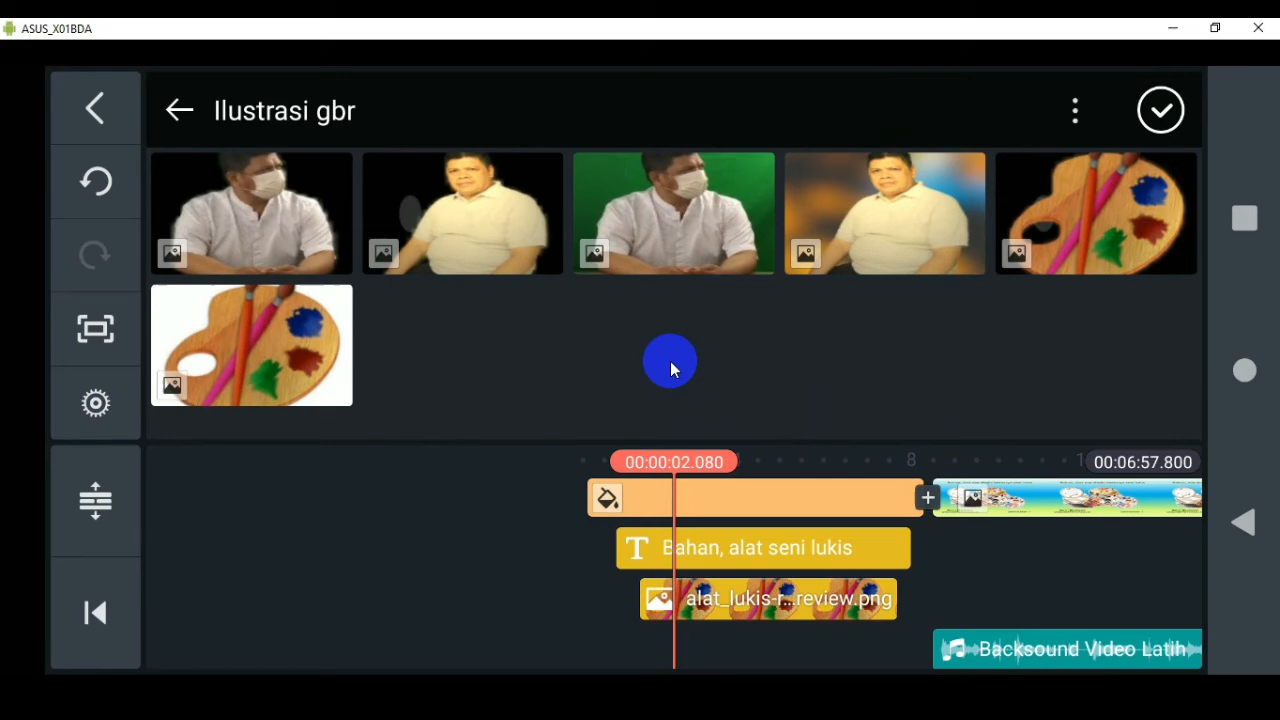 ASUS_X01BDA
Ilustrasi gbr
00:00:02.080
8
1
00:06:57.800
Bahan, alat seni lukis
alat_lukis-r...review.png
Backsound Video Latih